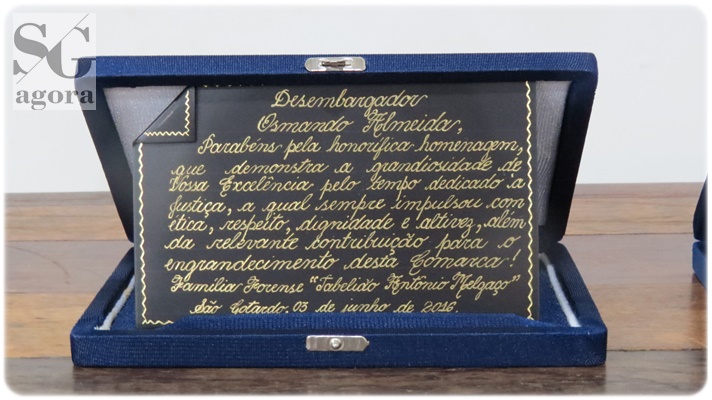 SG
agora
Desembargador
Osmando Almeida,
Parabéns pela honorífica homenagem,
que demonstra a grandiosidade de
Vossa Excelência pelo tempo dedicado a
Justiça, a qual sempre impulsou com
ética, respeito, dignidade e altivez, além
da relevante contribuição para o
engrandecimento desta Comarca!
Família Forense "Tabelião Antônio Melgaço"
São Gotardo, 03 de junho de 2016.